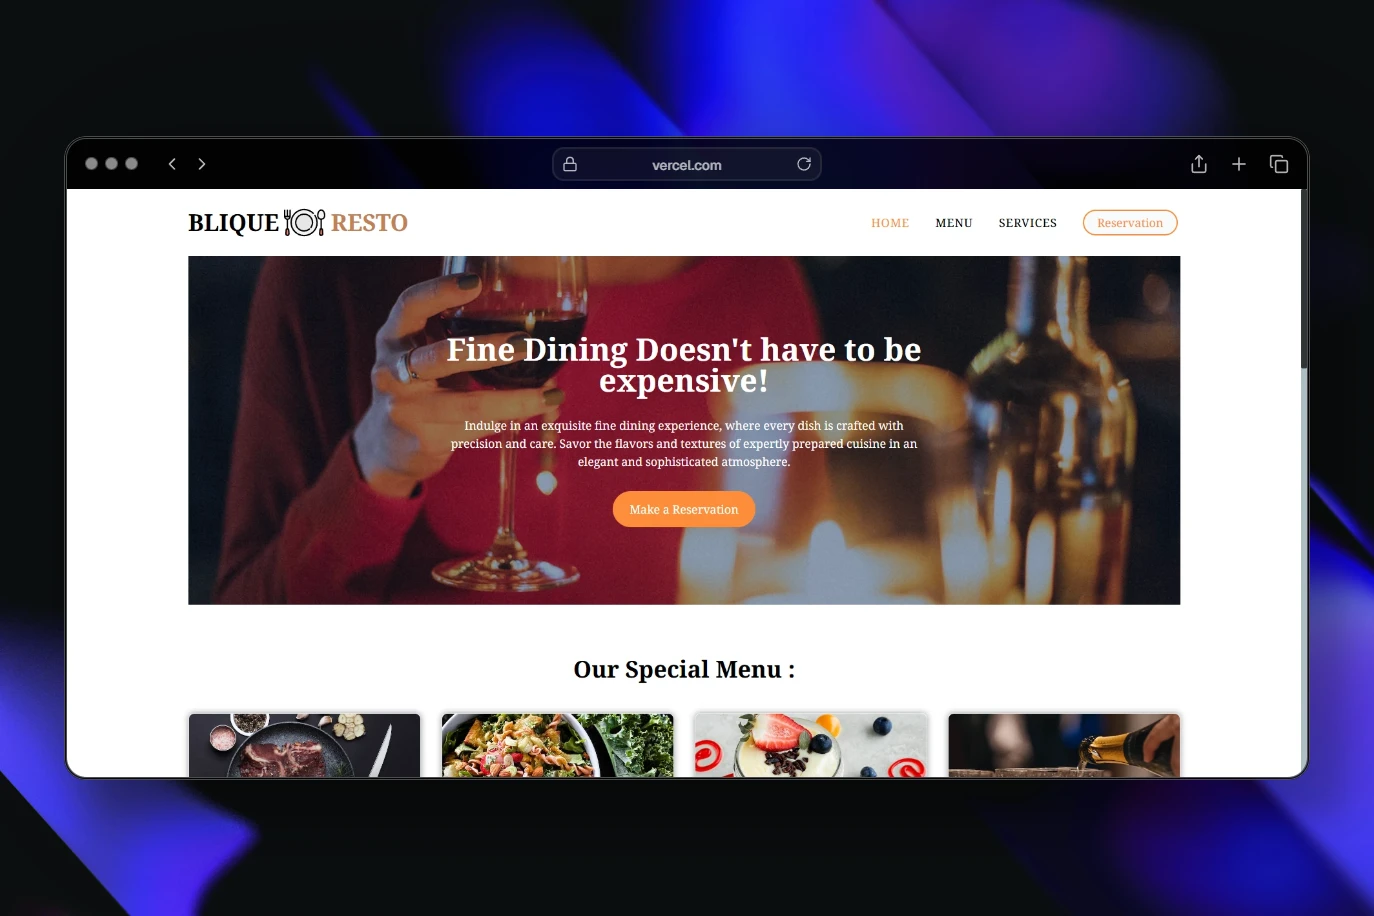 vercel.com
BLIQUE RESTO
HOME MENU SERVICES Reservation
Fine Dining Doesn't have to be
expensive!
Indulge in an exquisite fine dining experience, where every dish is crafted with
precision and care. Savor the flavors and textures of expertly prepared cuisine in an
elegant and sophisticated atmosphere.
Make a Reservation
Our Special Menu :